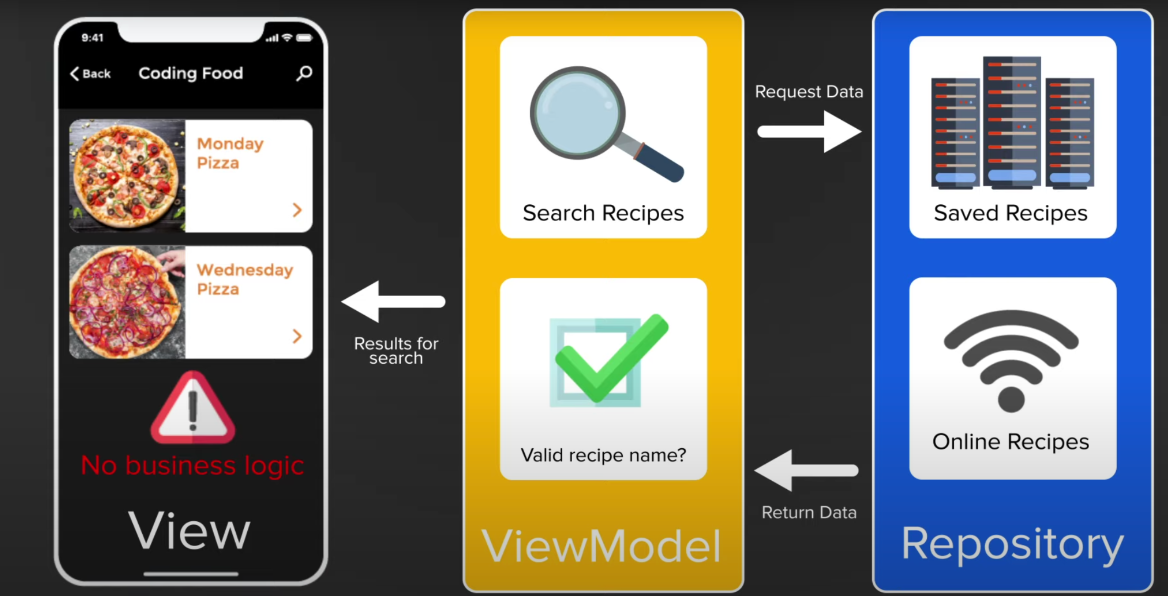 9:41
Back
Coding Food
Monday
Pizza
Wednesday
Pizza
No business logic
View
Results for
search
Search Recipes
Valid recipe name?
ViewModel
Request Data
Return Data
Saved Recipes
Online Recipes
Repository